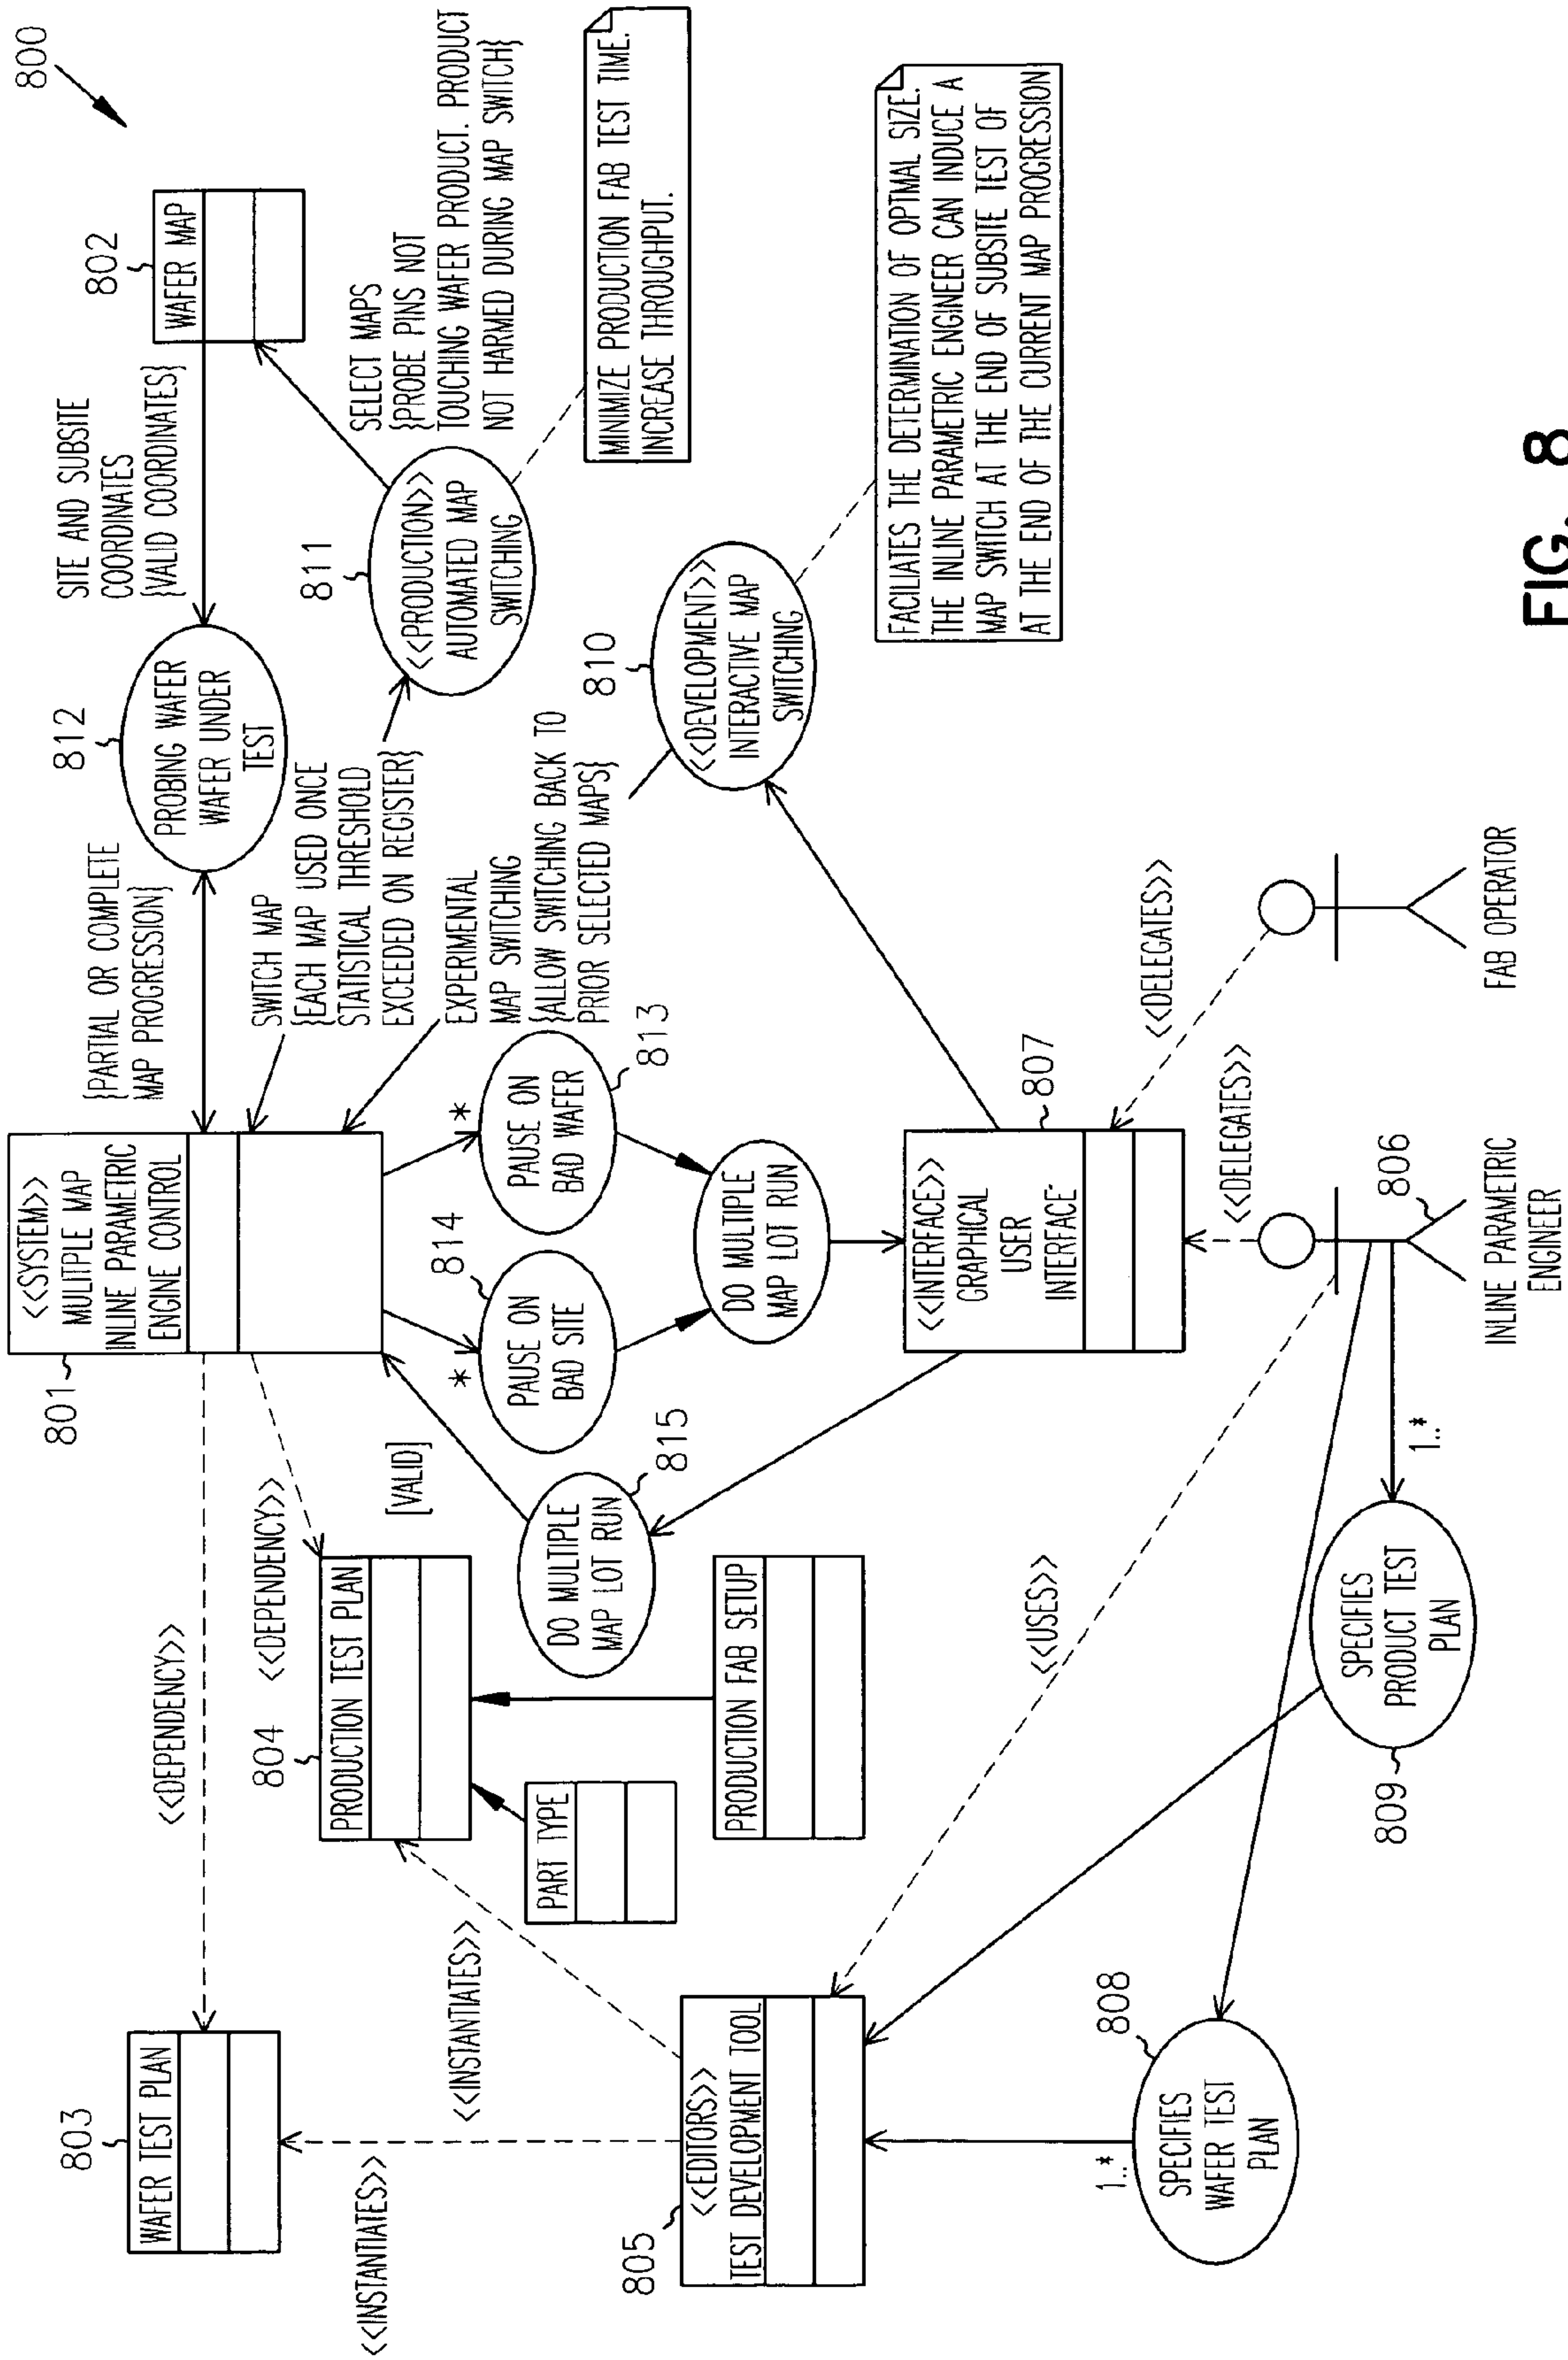 800
<<SYSTEM>>
MULITPLE MAP
INLINE PARAMETRIC
ENGINE CONTROL
801
{PARTIAL OR COMPLETE
MAP PROGRESSION}
812
PROBING WAFER
WAFER UNDER
TEST
SITE AND SUBSITE
COORDINATES
{VALID COORDINATES}
802
WAFER MAP
803
WAFER TEST PLAN
<<DEPENDENCY>>
<<DEPENDENCY>>
804
PRODUCTION TEST PLAN
SWITCH MAP
{EACH MAP USED ONCE
STATISTICAL THRESHOLD
EXCEEDED ON REGISTER}
811
<<PRODUCTION>>
AUTOMATED MAP
SWITCHING
SELECT MAPS
{PROBE PINS NOT
TOUCHING WAFER PRODUCT. PRODUCT
NOT HARMED DURING MAP SWITCH}
MINIMIZE PRODUCTION FAB TEST TIME.
INCREASE THROUGHPUT.
<<INSTANTIATES>>
<<INSTANTIATES>>
PART TYPE
PRODUCTION FAB SETUP
[VALID]
DO MULTIPLE
MAP LOT RUN
815
*
814
PAUSE ON
BAD SITE
*
PAUSE ON
BAD WAFER
813
EXPERIMENTAL
MAP SWITCHING
{ALLOW SWITCHING BACK TO
PRIOR SELECTED MAPS}
810
<<DEVELOPMENT>>
INTERACTIVE MAP
SWITCHING
805
<<EDITORS>>
TEST DEVELOPMENT TOOL
DO MULTIPLE
MAP LOT RUN
FACILIATES THE DETERMINATION OF OPTMAL SIZE.
THE INLINE PARAMETRIC ENGINEER CAN INDUCE A
MAP SWITCH AT THE END OF SUBSITE TEST OF
AT THE END OF THE CURRENT MAP PROGRESSION
<<INTERFACE>>
GRAPHICAL
USER
INTERFACE
807
<<USES>>
<<DELEGATES>>
<<DELEGATES>>
808
1..*
SPECIFIES
WAFER TEST
PLAN
809
SPECIFIES
PRODUCT TEST
PLAN
1..*
806
INLINE PARAMETRIC
ENGINEER
FAB OPERATOR
FIG. 8